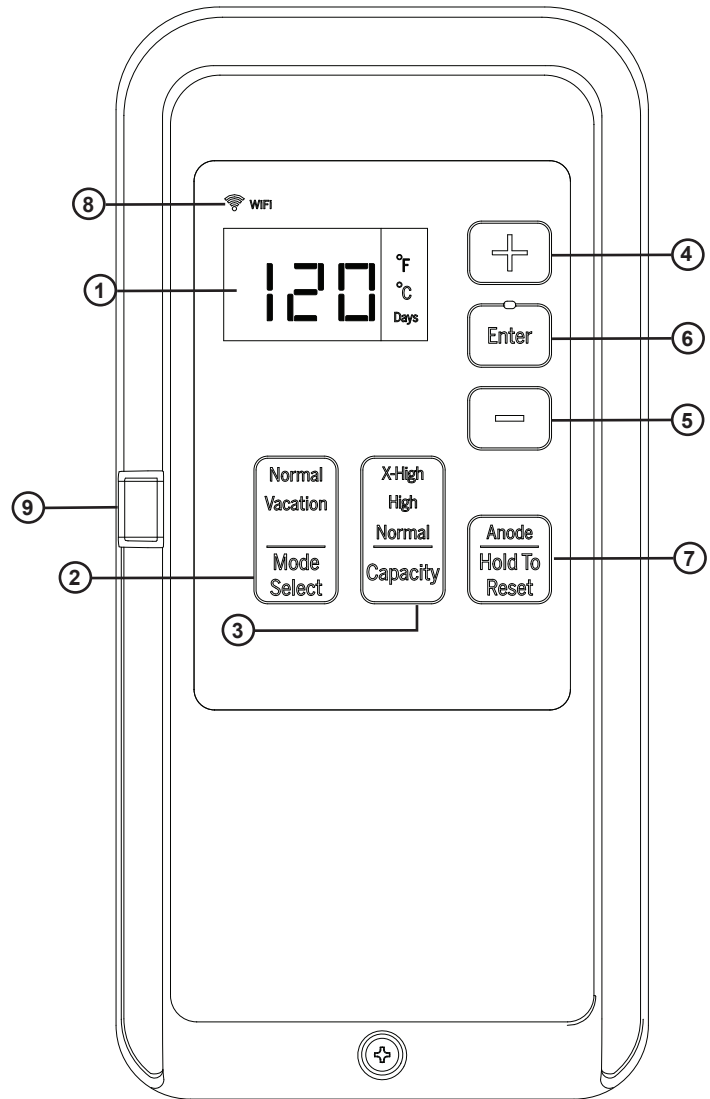 8
WIFI
1
120
°F
°C
Days
4
Enter
6
5
9
Normal
Vacation
Mode
Select
2
X-High
High
Normal
Capacity
3
Anode
Hold To
Reset
7